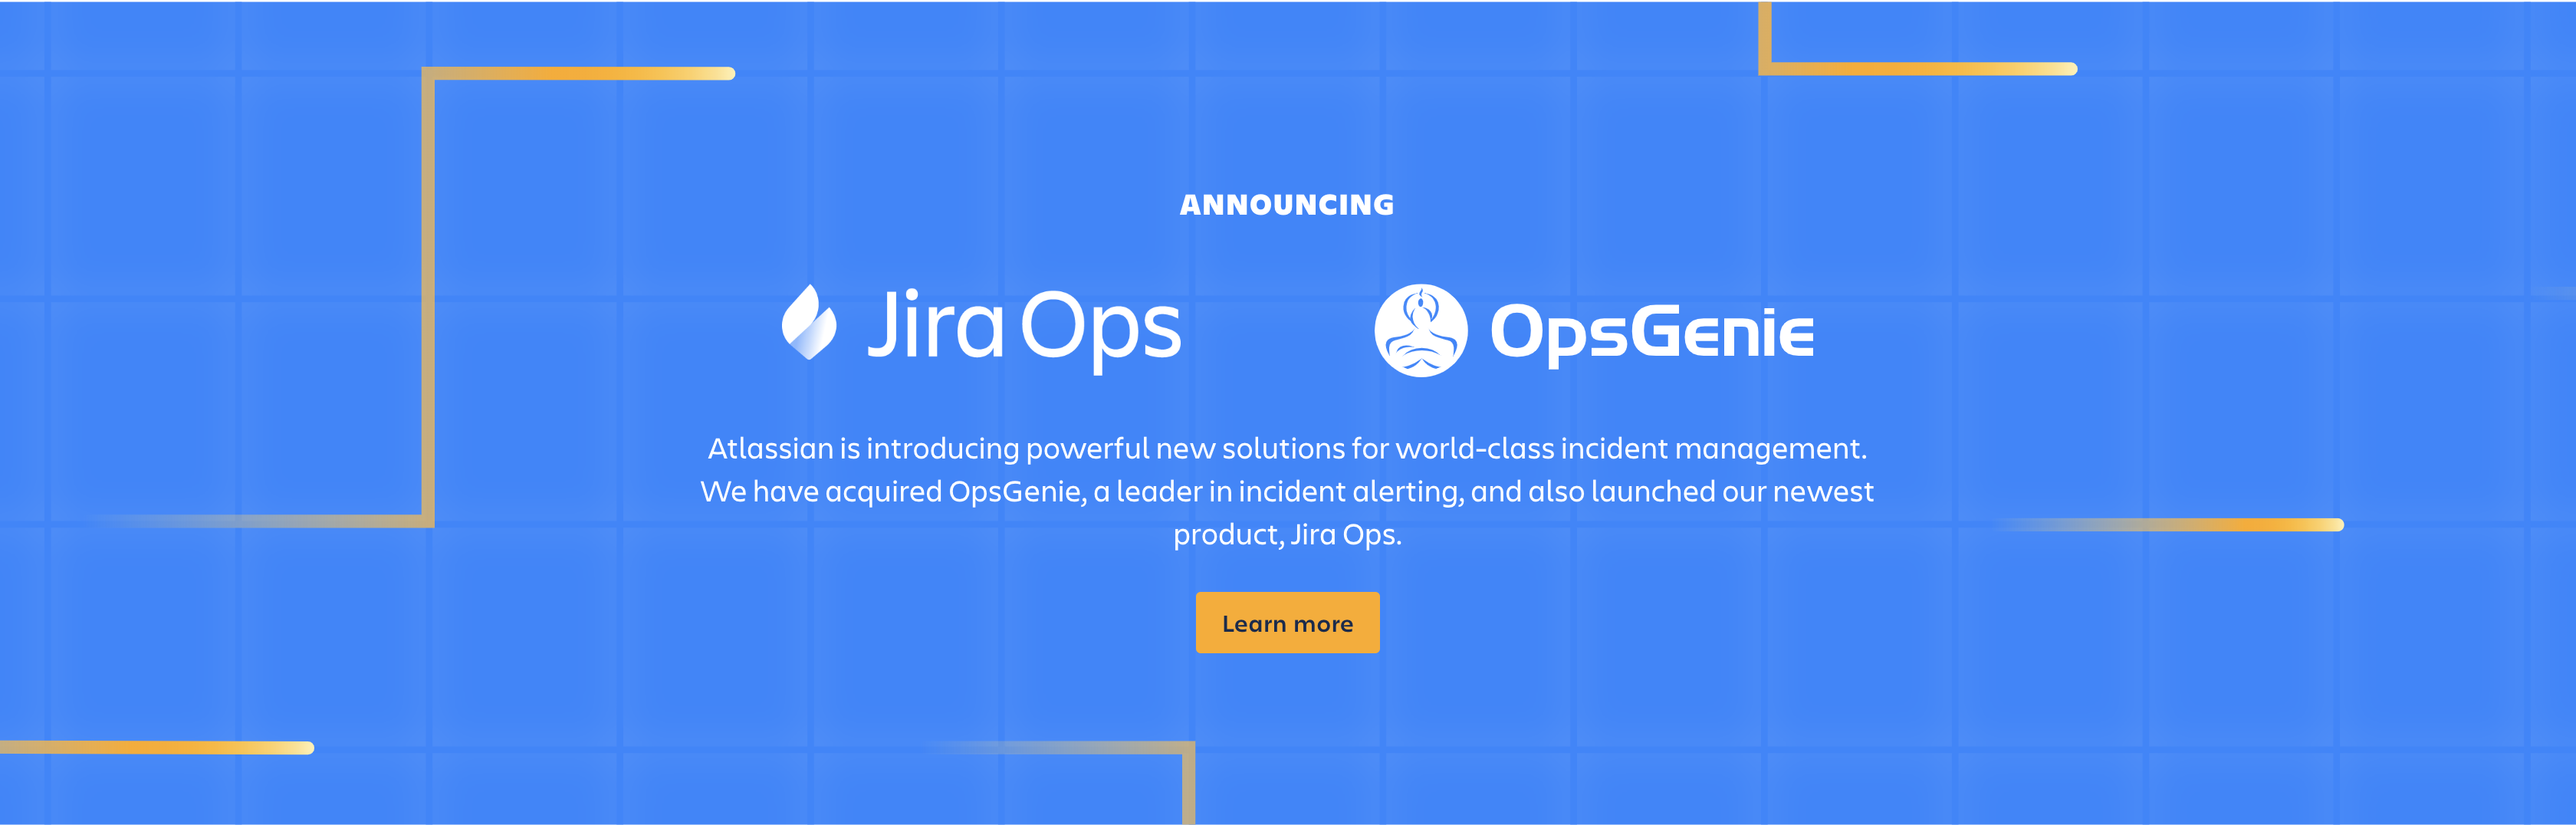 ANNOUNCING
Jira Ops
OpsGenie
Atlassian is introducing powerful new solutions for world-class incident management.
We have acquired OpsGenie, a leader in incident alerting, and also launched our newest
product, Jira Ops.
Learn more